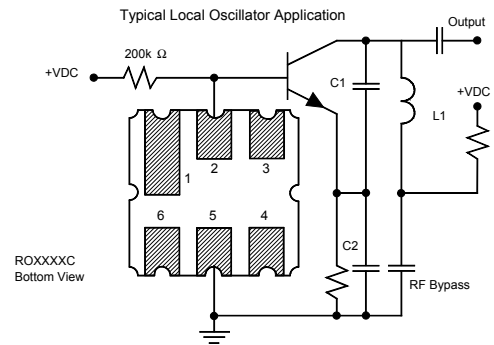 Typical Local Oscillator Application
Output
200k Ω
+VDC
C1
+VDC
L1
1
2
3
6
5
4
C2
ROXXXXC
Bottom View
RF Bypass